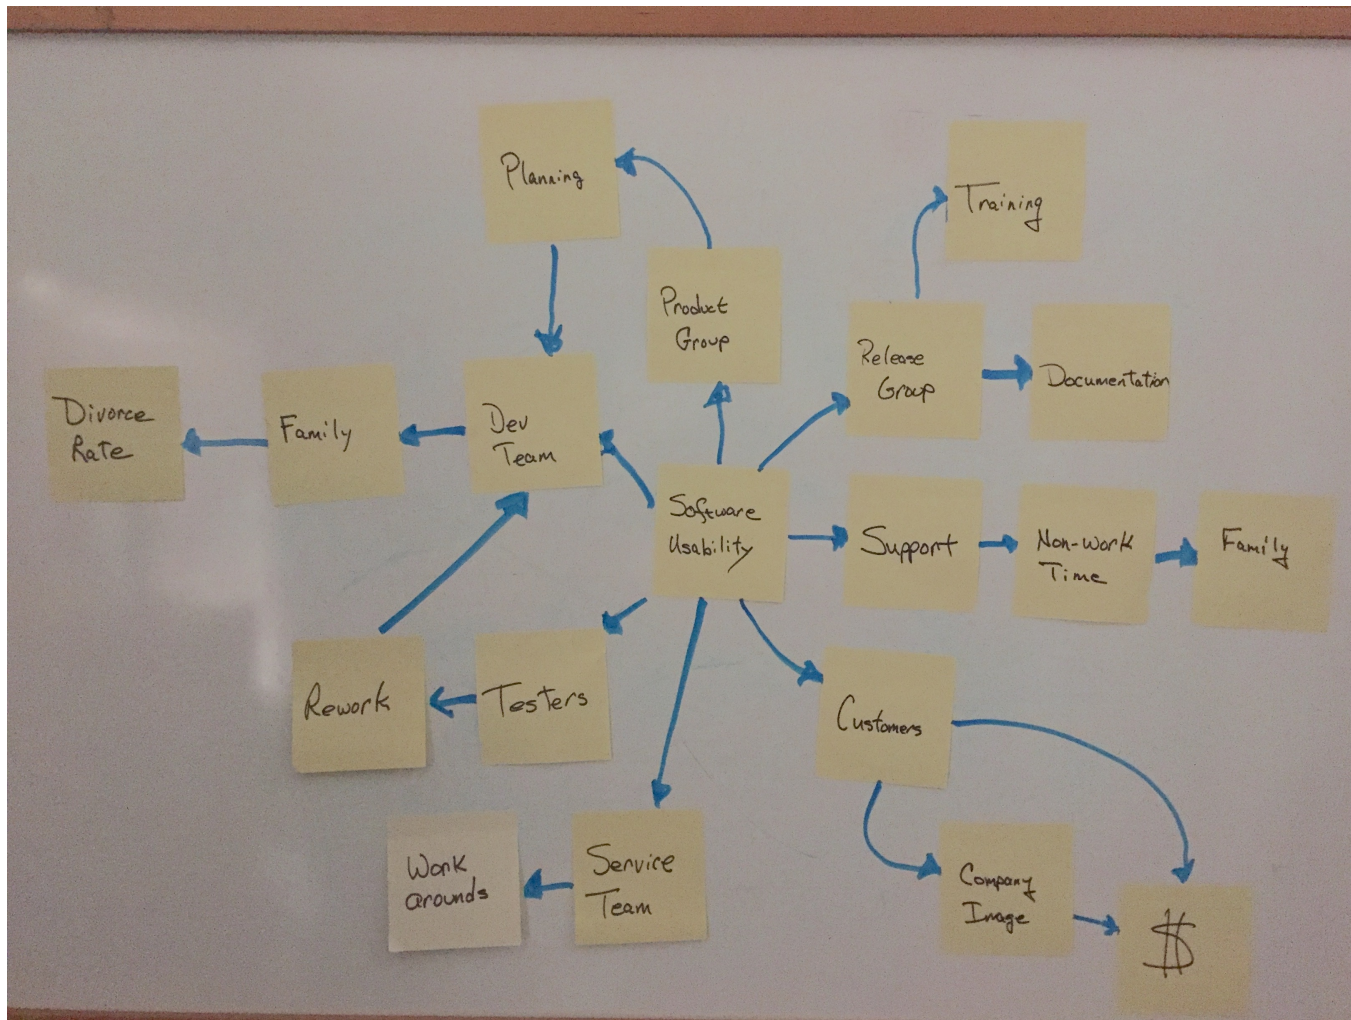 Planning
Training
Product
Group
Release
Group
Documentation
Divorce
Rate
Family
Dev
Team
Software
Usability
Support
Non-work
Time
Family
Rework
Testers
Customers
Work
arounds
Service
Team
Company
Image
$